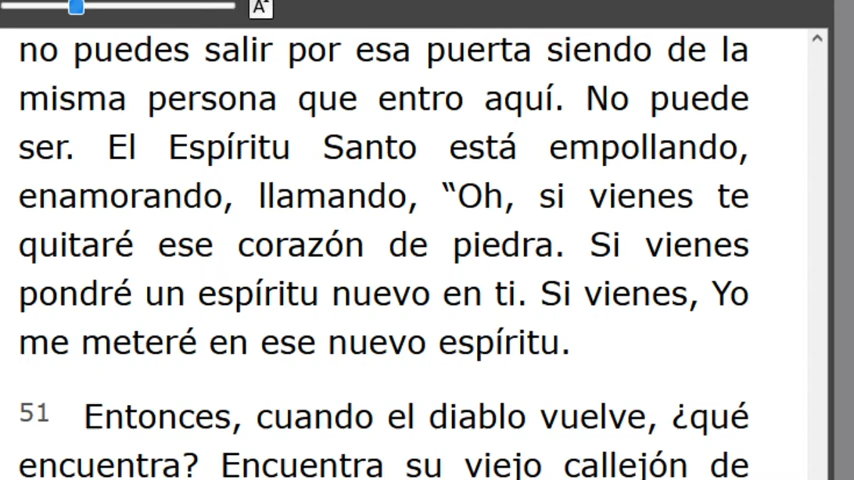 A
no puedes salir por esa puerta siendo de la
misma persona que entro aquí. No puede
ser. El Espíritu Santo está empollando,
enamorando, llamando, “Oh, si vienes te
quitaré ese corazón de piedra. Si vienes
pondré un espíritu nuevo en ti. Si vienes, Yo
me meteré en ese nuevo espíritu.
51 Entonces, cuando el diablo vuelve, ¿qué
encuentra? Encuentra su viejo callejón de